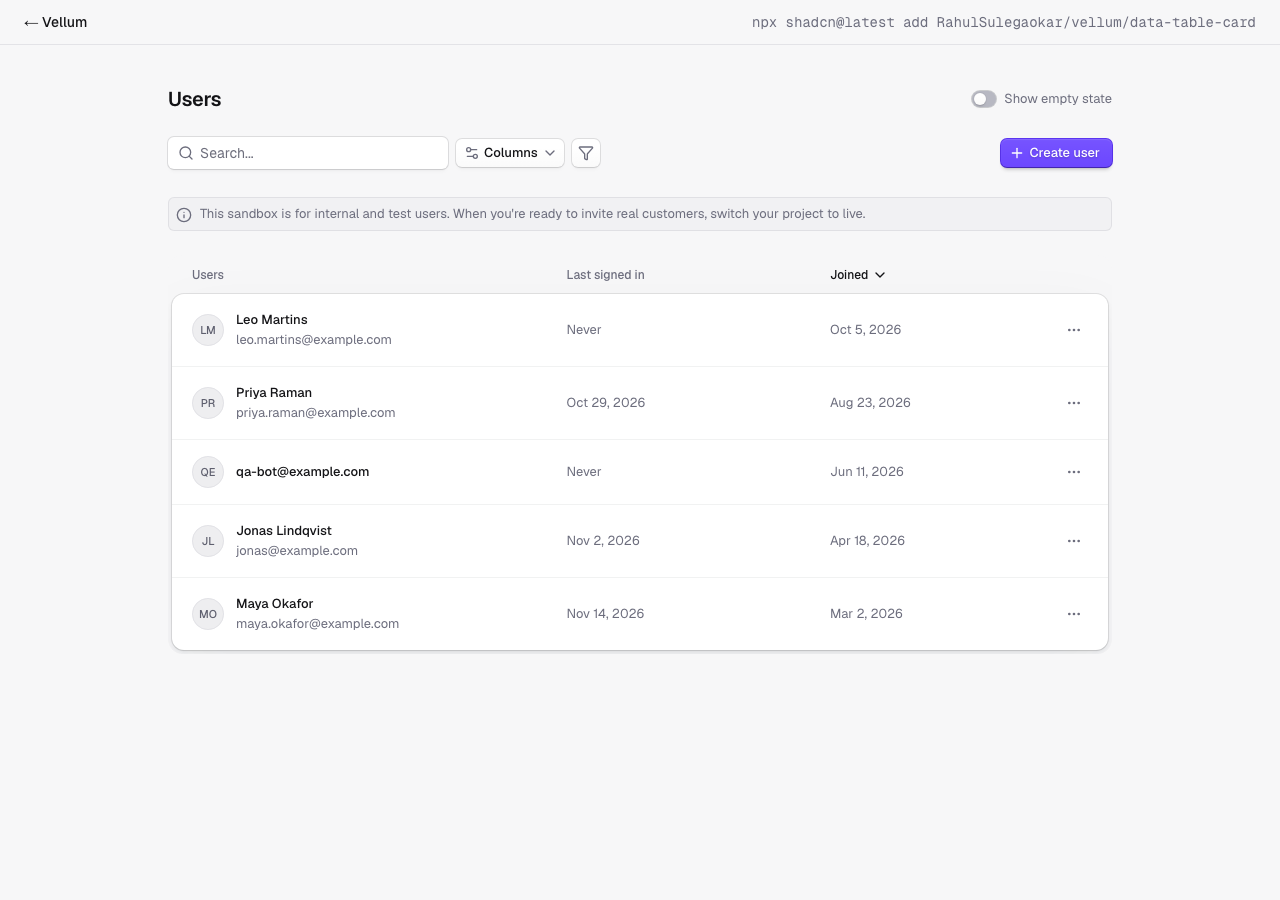 ← Vellum
npx shadcn@latest add RahulSulegaokar/vellum/data-table-card
Users
Show empty state
Search…
Columns
+ Create user
This sandbox is for internal and test users. When you're ready to invite real customers, switch your project to live.
Users Last signed in Joined
LM Leo Martins
leo.martins@example.com
Never Oct 5, 2026
PR Priya Raman
priya.raman@example.com
Oct 29, 2026 Aug 23, 2026
QE qa-bot@example.com Never Jun 11, 2026
JL Jonas Lindqvist
jonas@example.com
Nov 2, 2026 Apr 18, 2026
MO Maya Okafor
maya.okafor@example.com
Nov 14, 2026 Mar 2, 2026